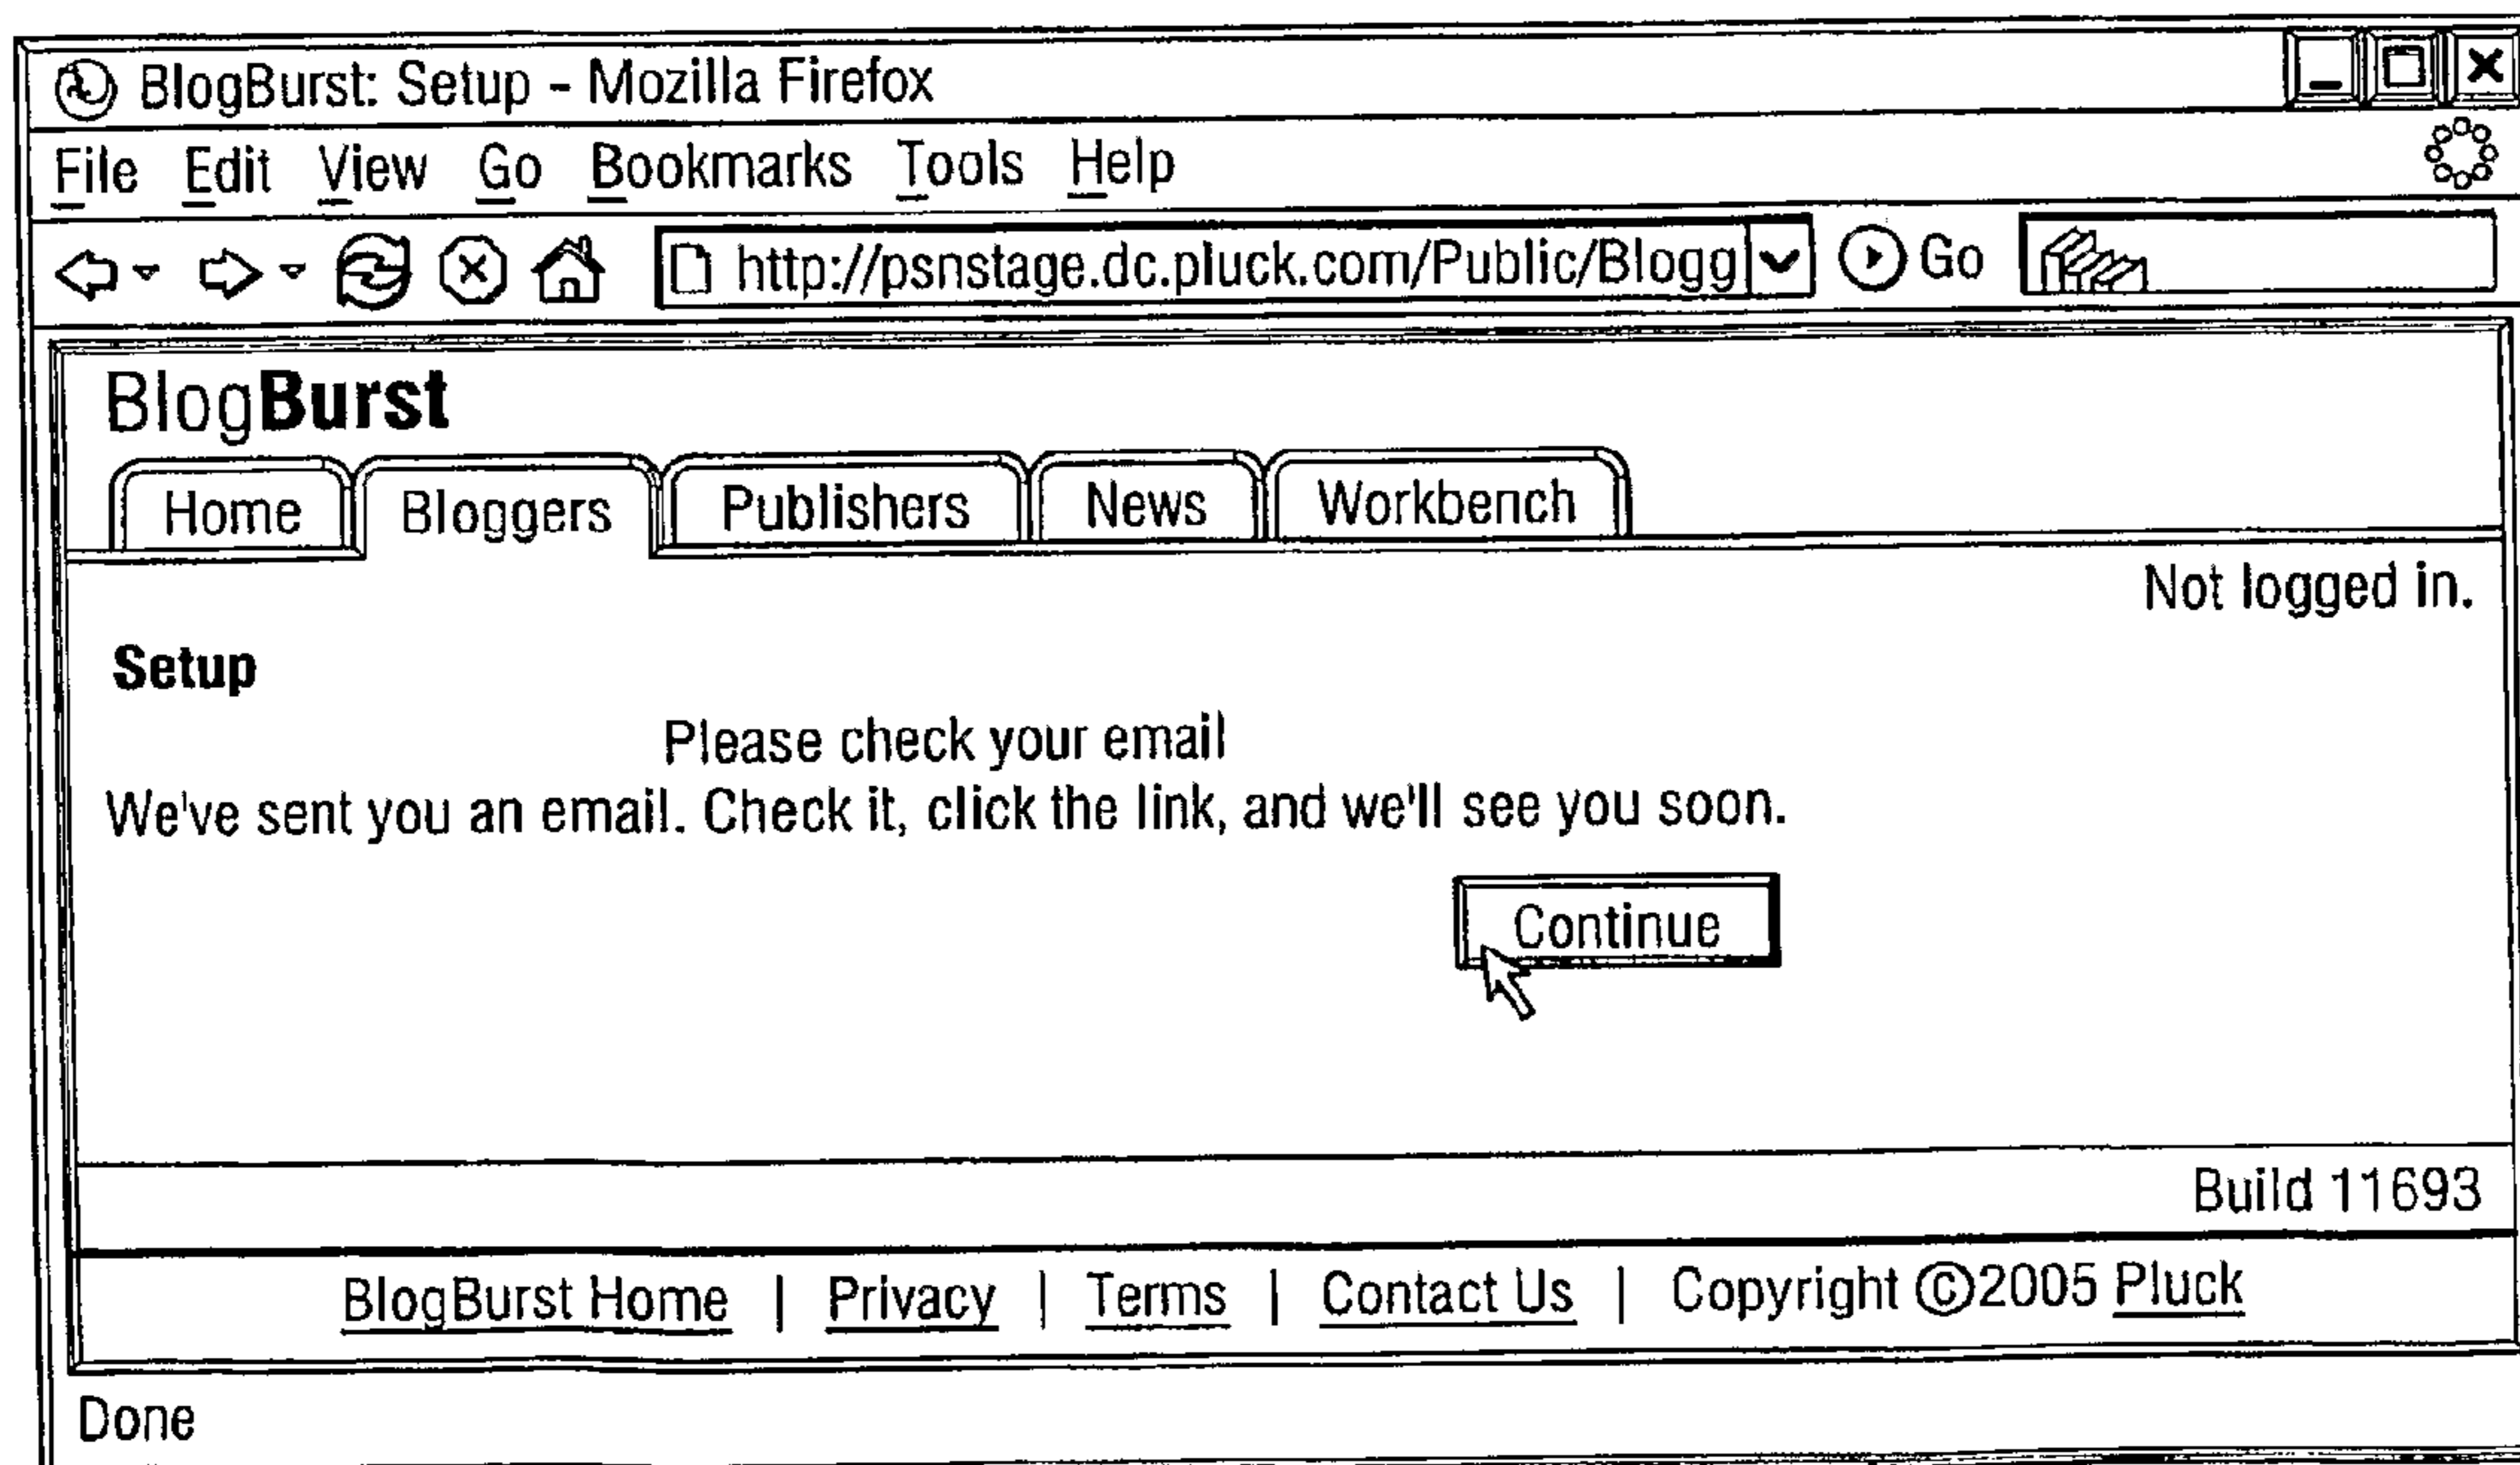 BlogBurst: Setup - Mozilla Firefox
File Edit View Go Bookmarks Tools Help
http://psnstage.dc.pluck.com/Public/Blogg Go
BlogBurst
Home Bloggers Publishers News Workbench
Not logged in.
Setup
Please check your email
We've sent you an email. Check it, click the link, and we'll see you soon.
Continue
Build 11693
BlogBurst Home | Privacy | Terms | Contact Us | Copyright ©2005 Pluck
Done